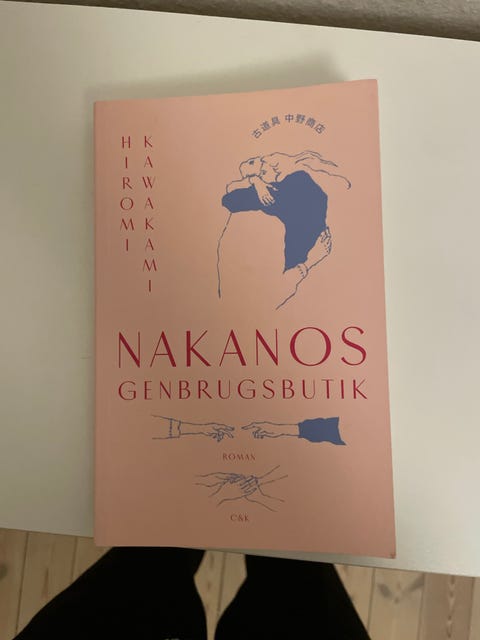 HIROMI
KAWAKAMI
古道具 中野商店
NAKANOS
GENBRUGSBUTIK
ROMAN
C&K